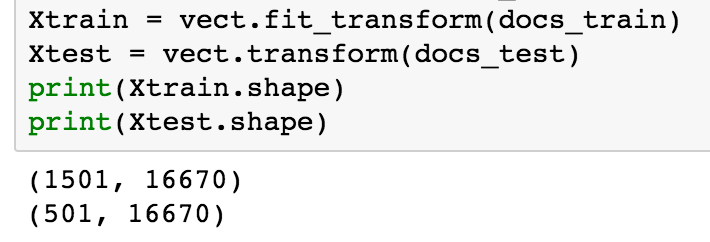 Xtrain = vect.fit_transform(docs_train)
Xtest = vect.transform(docs_test)
print(Xtrain.shape)
print(Xtest.shape)
(1501, 16670)
(501, 16670)